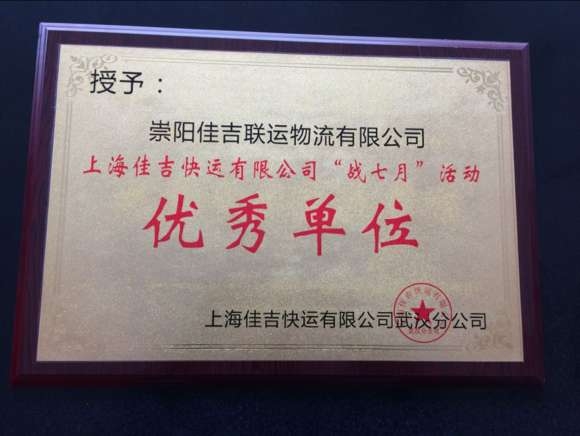 授予：
崇阳佳吉联运物流有限公司
上海佳吉快运有限公司“战七月”活动
优秀单位
上海佳吉快运有限公司武汉分公司